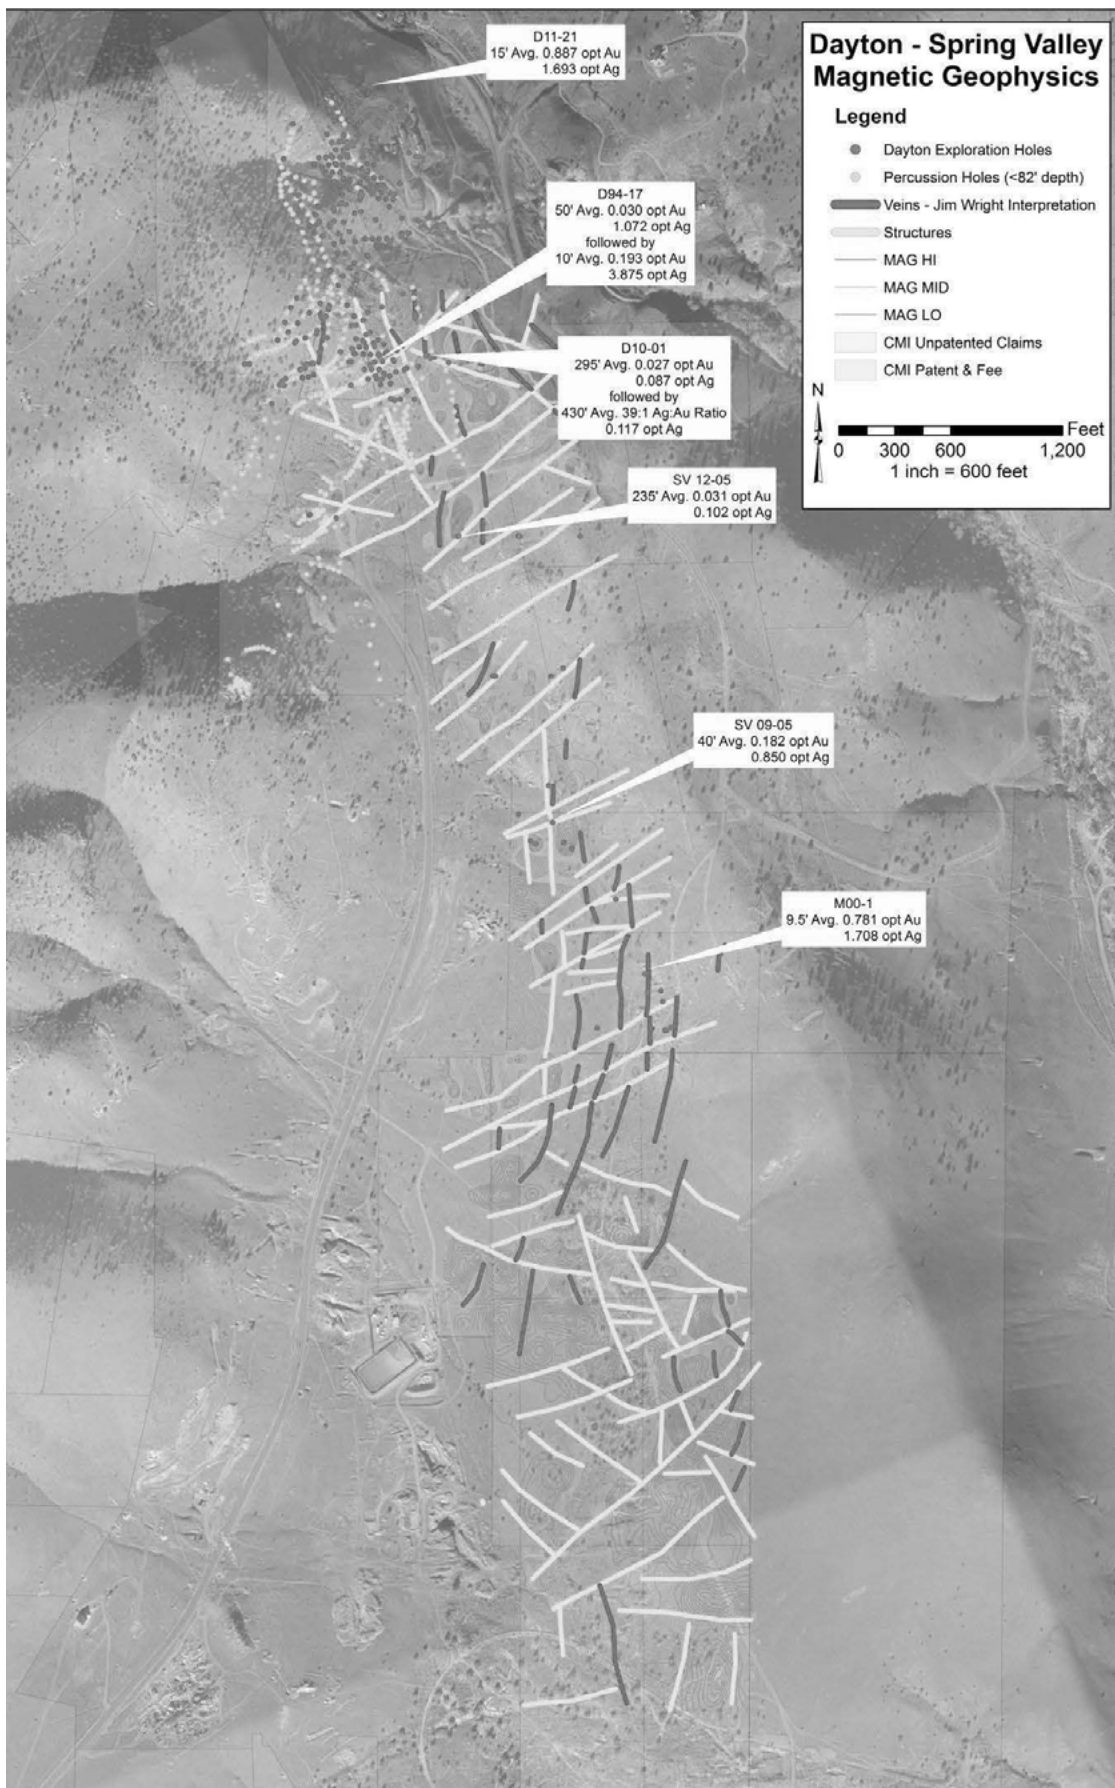 D11-21
15' Avg. 0.887 opt Au
1.693 opt Ag
Dayton - Spring Valley
Magnetic Geophysics
Legend
Dayton Exploration Holes
Percussion Holes (<82' depth)
Veins - Jim Wright Interpretation
Structures
MAG HI
MAG MID
MAG LO
CMI Unpatented Claims
CMI Patent & Fee
N
Feet
0 300 600 1,200
1 inch = 600 feet
D94-17
50' Avg. 0.030 opt Au
1.072 opt Ag
followed by
10' Avg. 0.193 opt Au
3.875 opt Ag
D10-01
295' Avg. 0.027 opt Au
0.087 opt Ag
followed by
430' Avg. 39:1 Ag:Au Ratio
0.117 opt Ag
SV 12-05
235' Avg. 0.031 opt Au
0.102 opt Ag
SV 09-05
40' Avg. 0.182 opt Au
0.850 opt Ag
M00-1
9.5' Avg. 0.781 opt Au
1.708 opt Ag